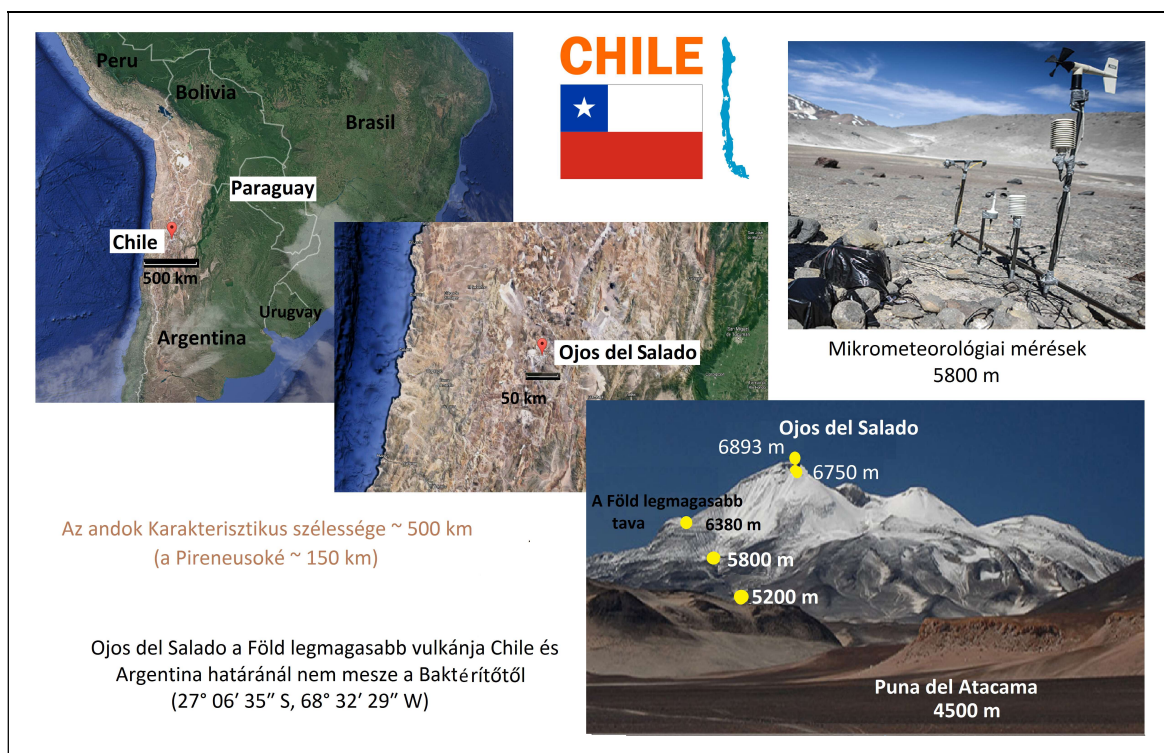 CHILE
Peru
Bolivia
Brasil
Paraguay
Chile
500 km
Argentina
Urugvay
Ojos del Salado
50 km
Mikrometeorológiai mérések
5800 m
Ojos del Salado
6893 m
6750 m
A Föld legmagasabb
tava
6380 m
5800 m
5200 m
Puna del Atacama
4500 m
Az andok Karakterisztikus szélessége ~ 500 km
(a Pireneusoké ~ 150 km)
Ojos del Salado a Föld legmagasabb vulkánja Chile és
Argentina határánál nem mesze a Baktérítőtől
(27° 06′ 35″ S, 68° 32′ 29″ W)